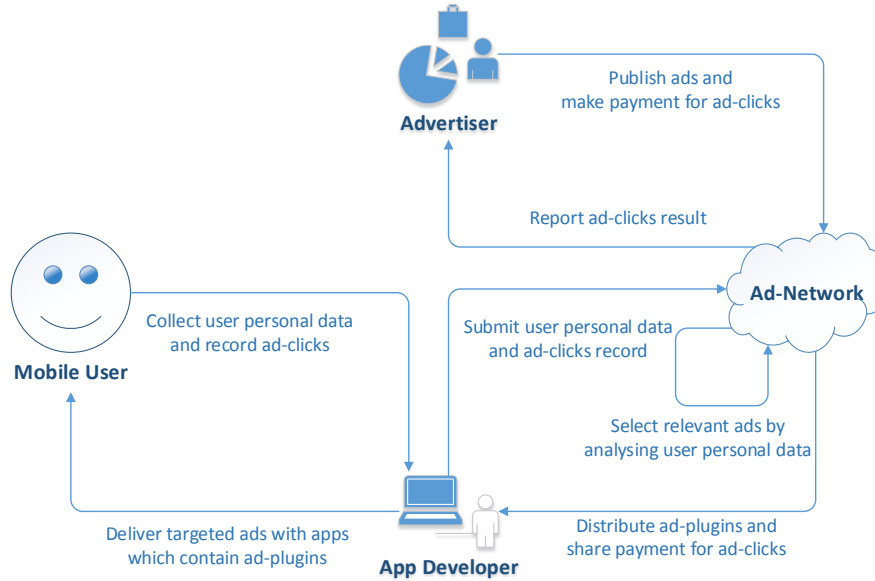 Publish ads and
make payment for ad-clicks
Advertiser
Report ad-clicks result
Ad-Network
Collect user personal data
and record ad-clicks
Submit user personal data
and ad-clicks record
Mobile User
Select relevant ads by
analysing user personal data
Deliver targeted ads with apps
which contain ad-plugins
Distribute ad-plugins and
share payment for ad-clicks
App Developer